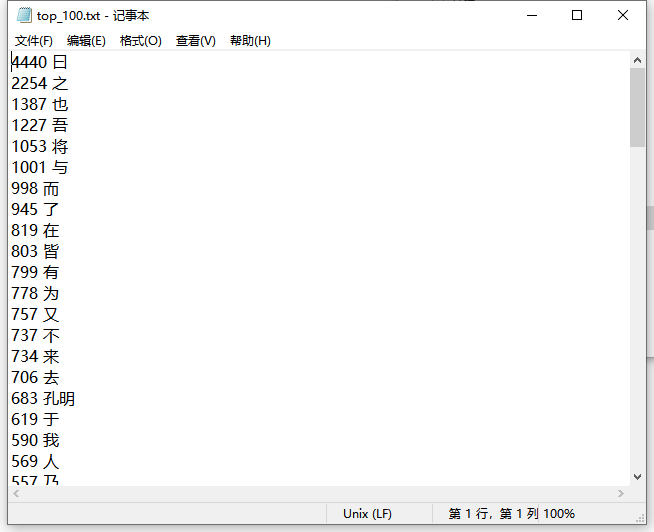 top_100.txt - 记事本
文件(F) 编辑(E) 格式(O) 查看(V) 帮助(H)
4440 曰
2254 之
1387 也
1227 吾
1053 将
1001 与
998 而
945 了
819 在
803 皆
799 有
778 为
757 又
737 不
734 来
706 去
683 孔明
619 于
590 我
569 人
557 乃
Unix (LF) 第 1 行，第 1 列 100%